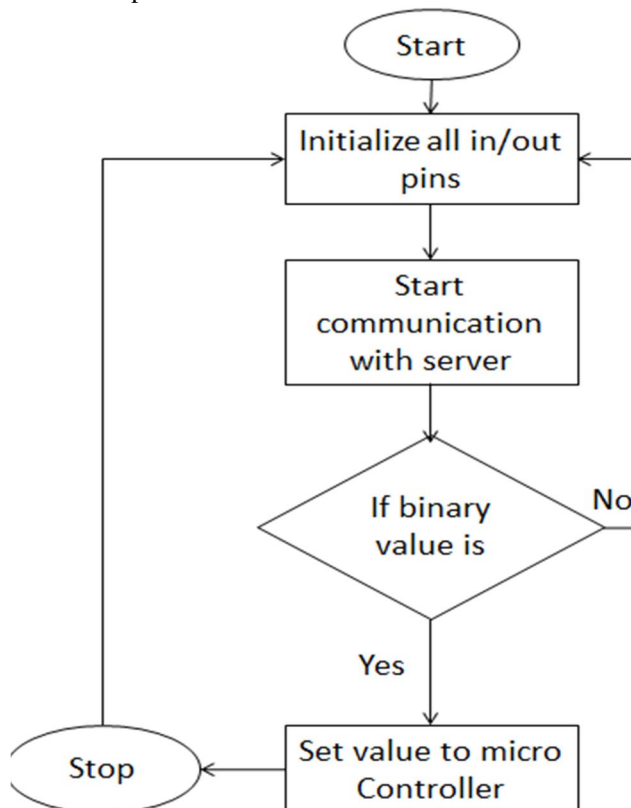 Start
Initialize all in/out
pins
Start
communication
with server
If binary
value is
No
Yes
Set value to micro
Controller
Stop